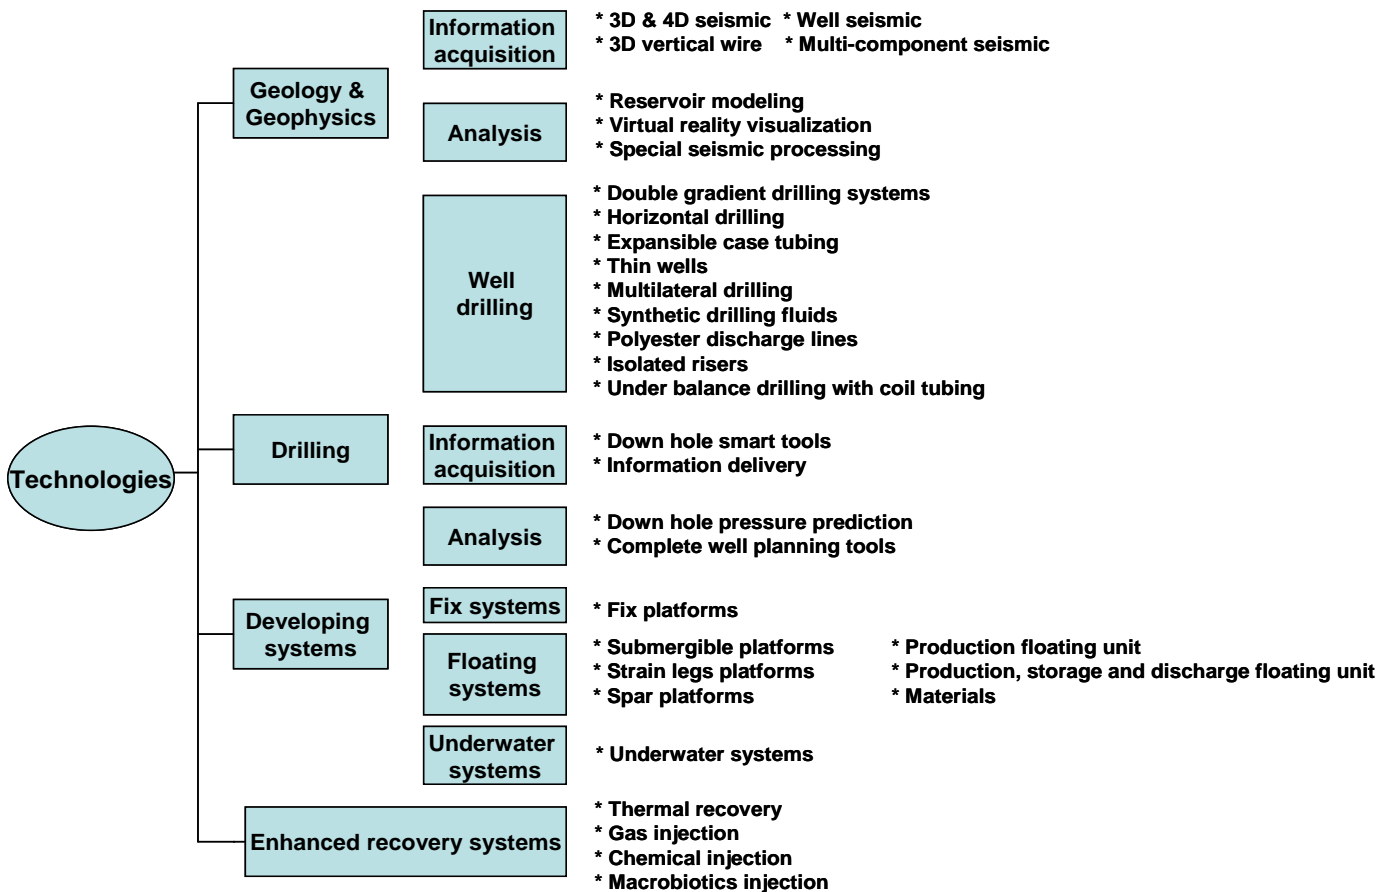 Technologies
Geology &
Geophysics
Information
acquisition
* 3D & 4D seismic * Well seismic
* 3D vertical wire * Multi-component seismic
Analysis
* Reservoir modeling
* Virtual reality visualization
* Special seismic processing
Drilling
Well
drilling
* Double gradient drilling systems
* Horizontal drilling
* Expansible case tubing
* Thin wells
* Multilateral drilling
* Synthetic drilling fluids
* Polyester discharge lines
* Isolated risers
* Under balance drilling with coil tubing
Information
acquisition
* Down hole smart tools
* Information delivery
Analysis
* Down hole pressure prediction
* Complete well planning tools
Developing
systems
Fix systems
* Fix platforms
Floating
systems
* Submergible platforms
* Strain legs platforms
* Spar platforms
* Production floating unit
* Production, storage and discharge floating unit
* Materials
Underwater
systems
* Underwater systems
Enhanced recovery systems
* Thermal recovery
* Gas injection
* Chemical injection
* Macrobiotics injection